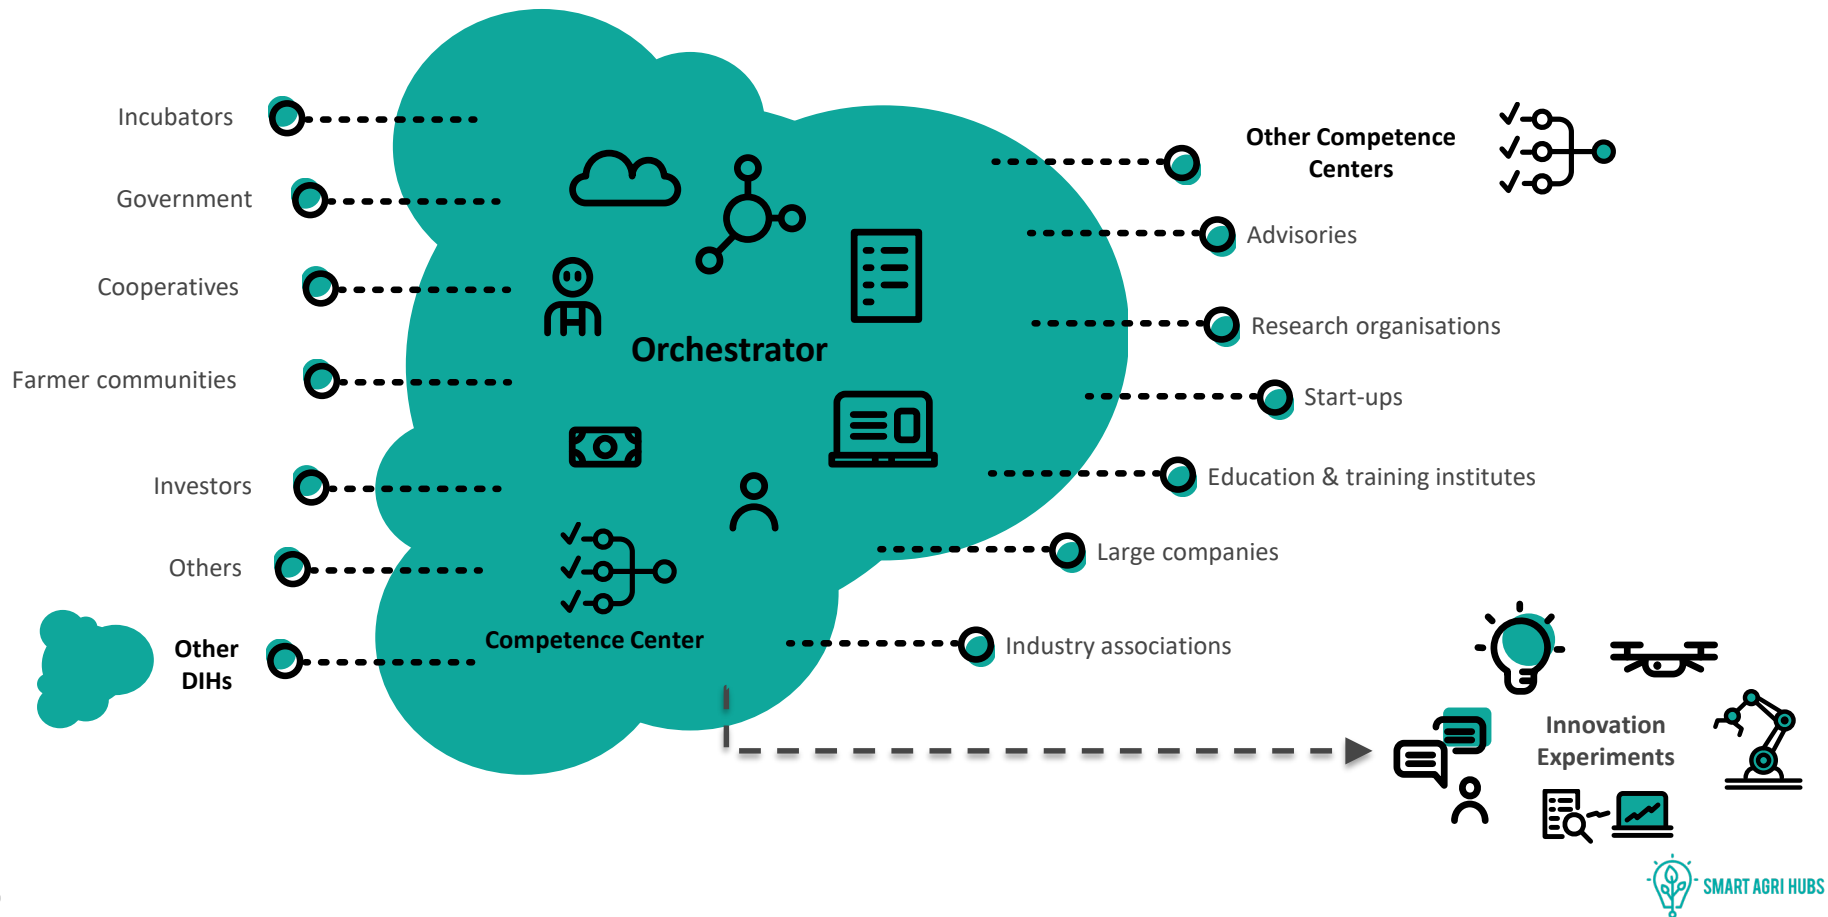 Incubators
Government
Cooperatives
Farmer communities
Investors
Others
Other
DIHs
Orchestrator
Competence Center
Other Competence
Centers
Advisories
Research organisations
Start-ups
Education & training institutes
Large companies
Industry associations
Innovation
Experiments
SMART AGRI HUBS